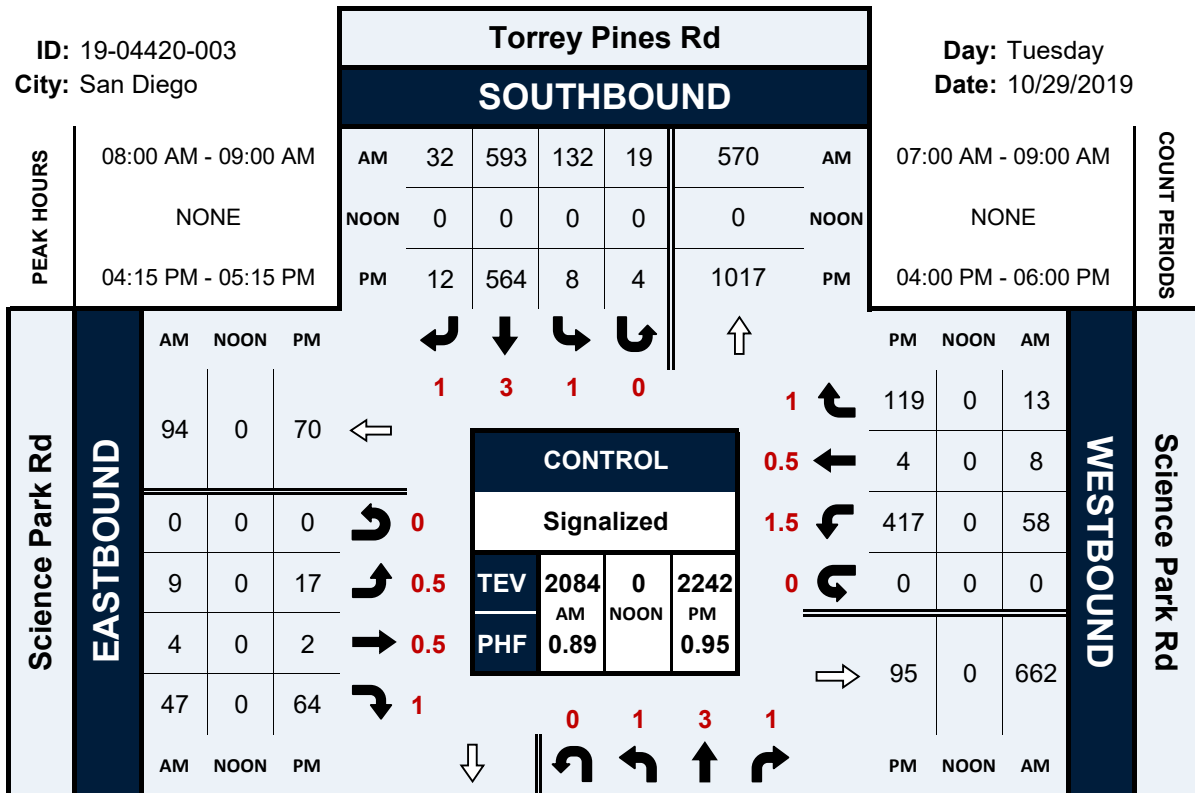 ID: 19-04420-003
City: San Diego
Torrey Pines Rd
SOUTHBOUND
Day: Tuesday
Date: 10/29/2019
PEAK HOURS
08:00 AM - 09:00 AM
NONE
04:15 PM - 05:15 PM
AM 32 593 132 19 570 AM
NOON 0 0 0 0 0 NOON
PM 12 564 8 4 1017 PM
07:00 AM - 09:00 AM
NONE
04:00 PM - 06:00 PM
COUNT PERIODS
1 3 1 0
Science Park Rd
EASTBOUND
AM NOON PM
94 0 70
0 0 0 0
9 0 17 0.5
4 0 2 0.5
47 0 64 1
AM NOON PM
CONTROL
Signalized
TEV 2084 0 2242
AM NOON PM
PHF 0.89 0.95
PM NOON AM
1 119 0 13
0.5 4 0 8
1.5 417 0 58
0 0 0 0
95 0 662
PM NOON AM
WESTBOUND
Science Park Rd
0 1 3 1